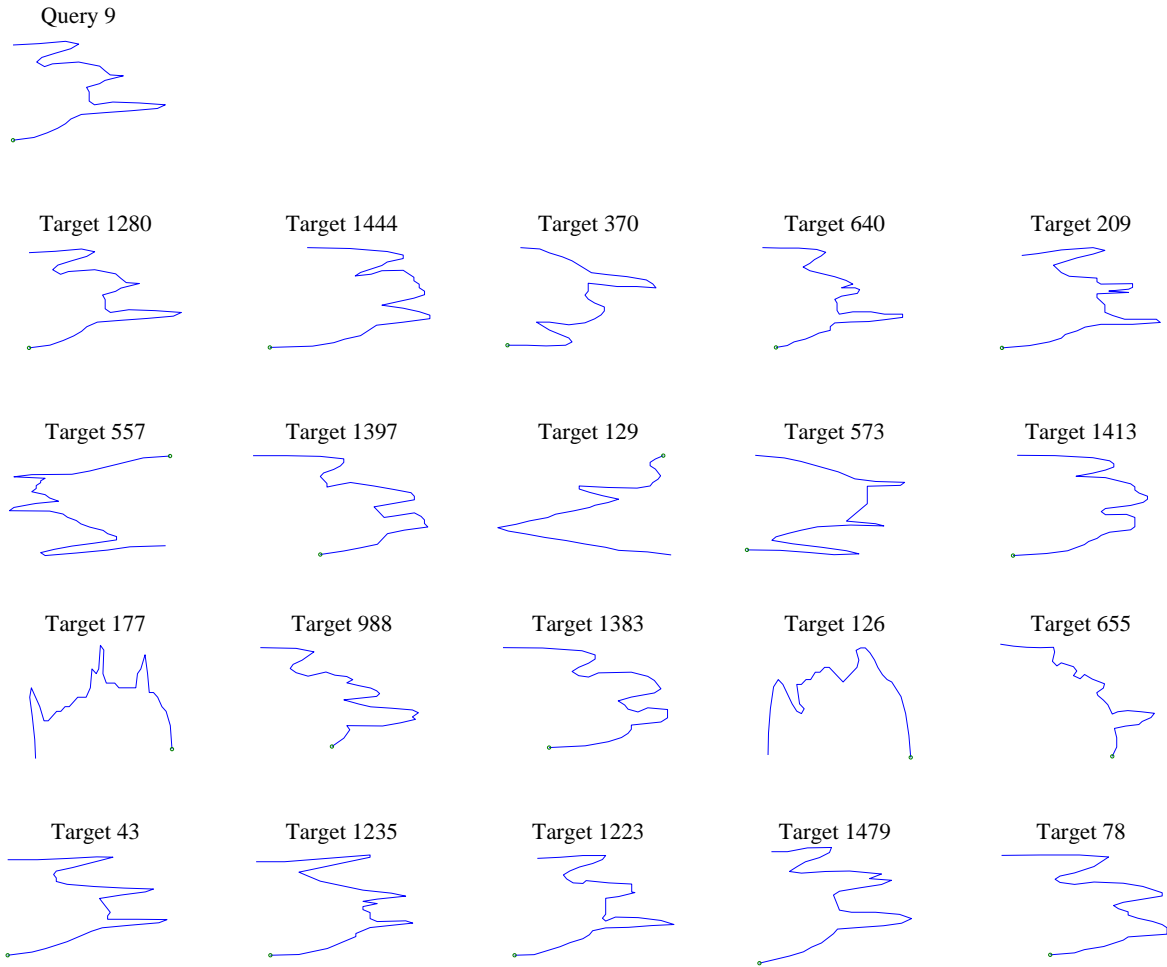 Query 9
Target 1280
Target 1444
Target 370
Target 640
Target 209
Target 557
Target 1397
Target 129
Target 573
Target 1413
Target 177
Target 988
Target 1383
Target 126
Target 655
Target 43
Target 1235
Target 1223
Target 1479
Target 78